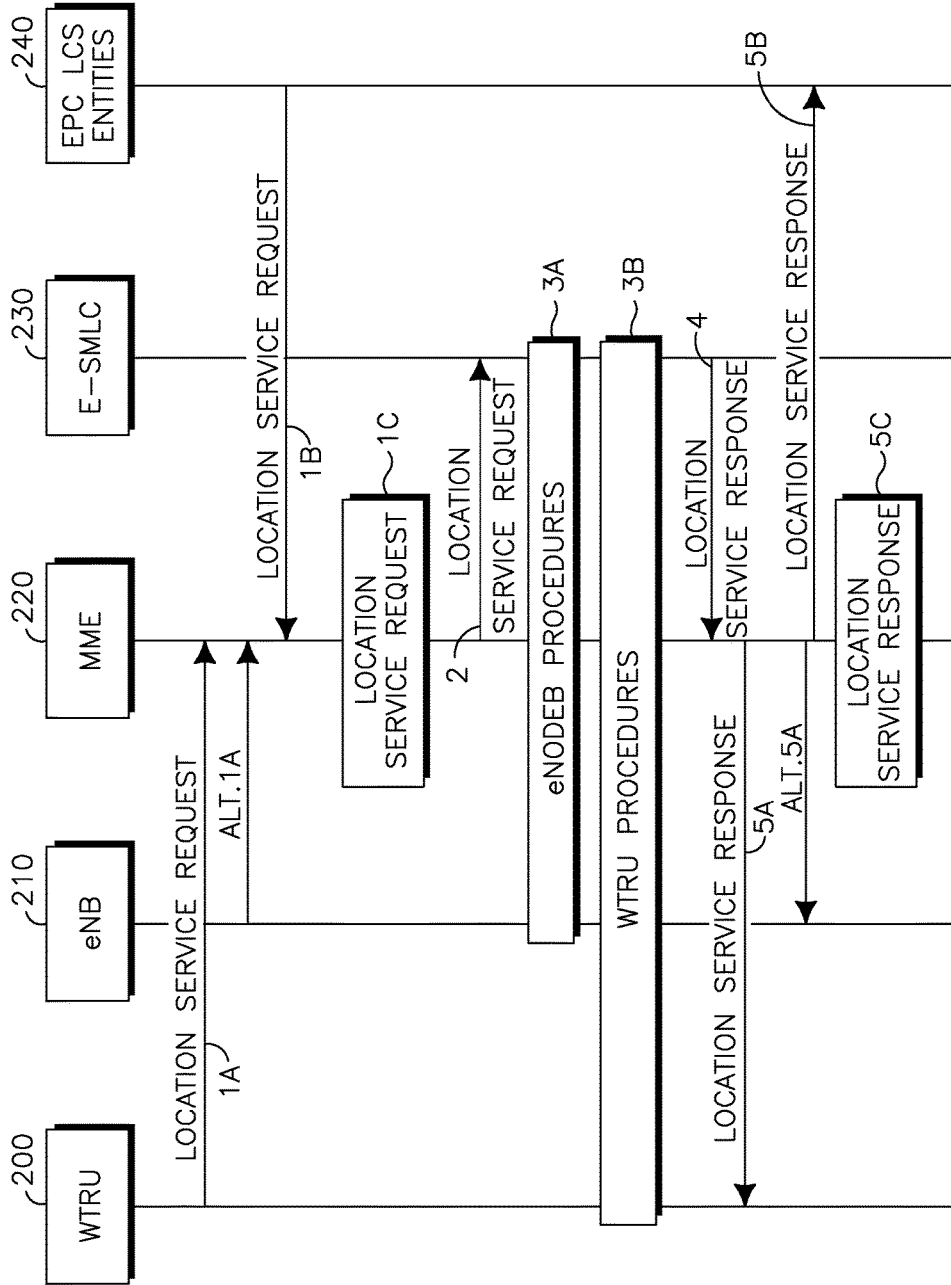 200
210
220
230
240
WTRU
eNB
MME
E-SMLC
EPC LCS
ENTITIES
LOCATION SERVICE REQUEST
1A
ALT.1A
LOCATION SERVICE REQUEST
1B
LOCATION
SERVICE REQUEST
1C
LOCATION
SERVICE REQUEST
2
eNODEB PROCEDURES
3A
WTRU PROCEDURES
3B
LOCATION
SERVICE RESPONSE
4
LOCATION SERVICE RESPONSE
5A
ALT.5A
LOCATION SERVICE RESPONSE
5B
LOCATION
SERVICE RESPONSE
5C